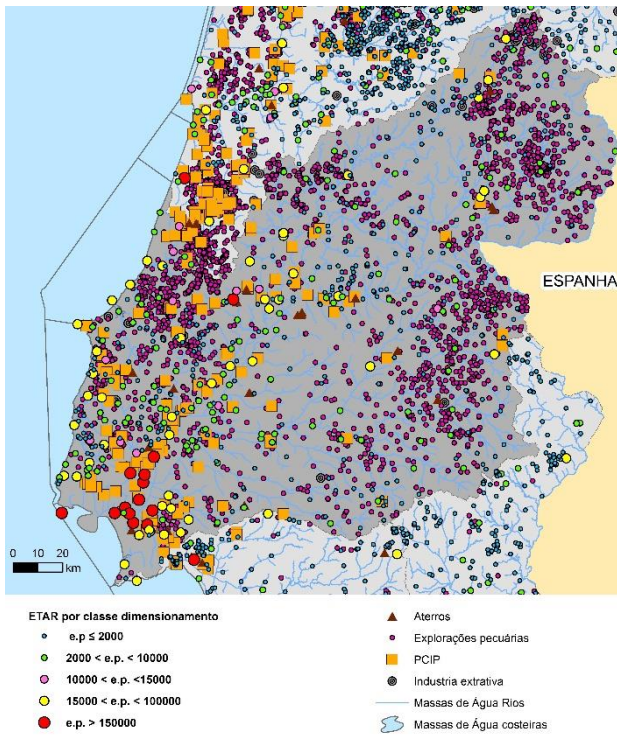 ESPANHA
0 10 20
km
ETAR por classe dimensionamento
e.p ≤ 2000
2000 < e.p. < 10000
10000 < e.p. <15000
15000 < e.p. < 100000
e.p. > 150000
Aterros
Explorações pecuárias
PCIP
Industria extrativa
Massas de Água Rios
Massas de Água costeiras